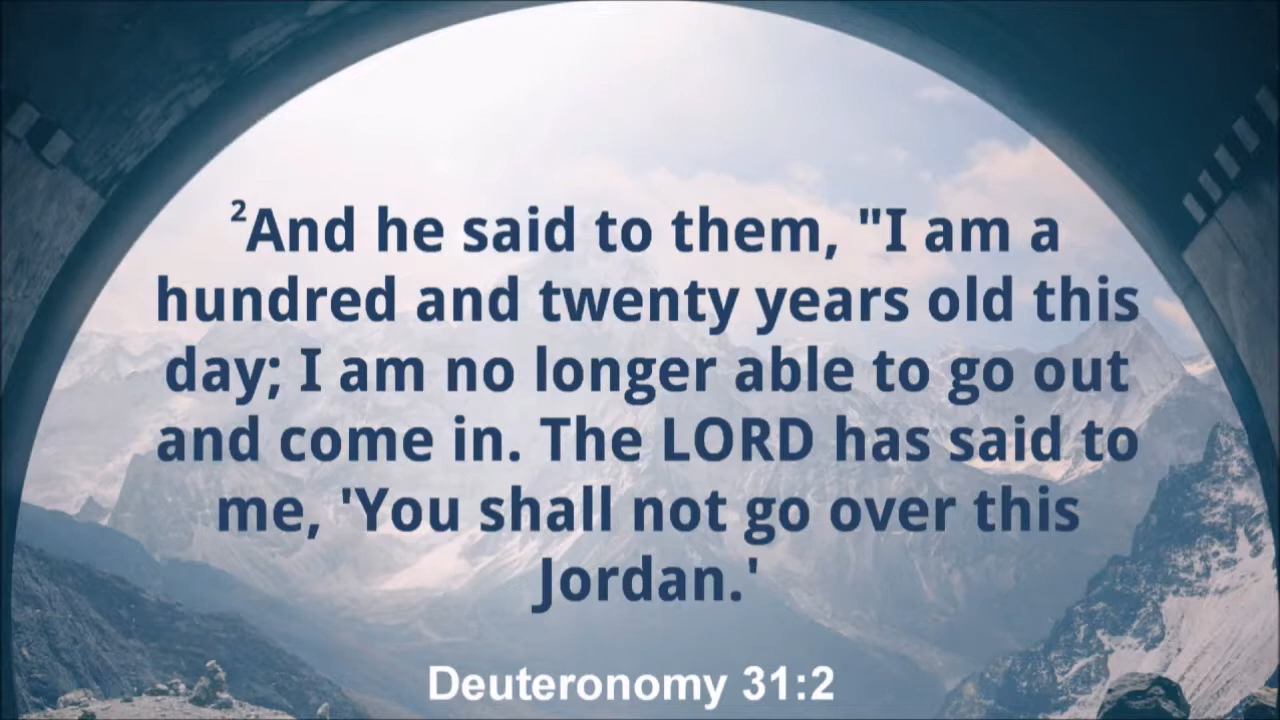 ²And he said to them, "I am a
hundred and twenty years old this
day; I am no longer able to go out
and come in. The LORD has said to
me, 'You shall not go over this
Jordan.'
Deuteronomy 31:2